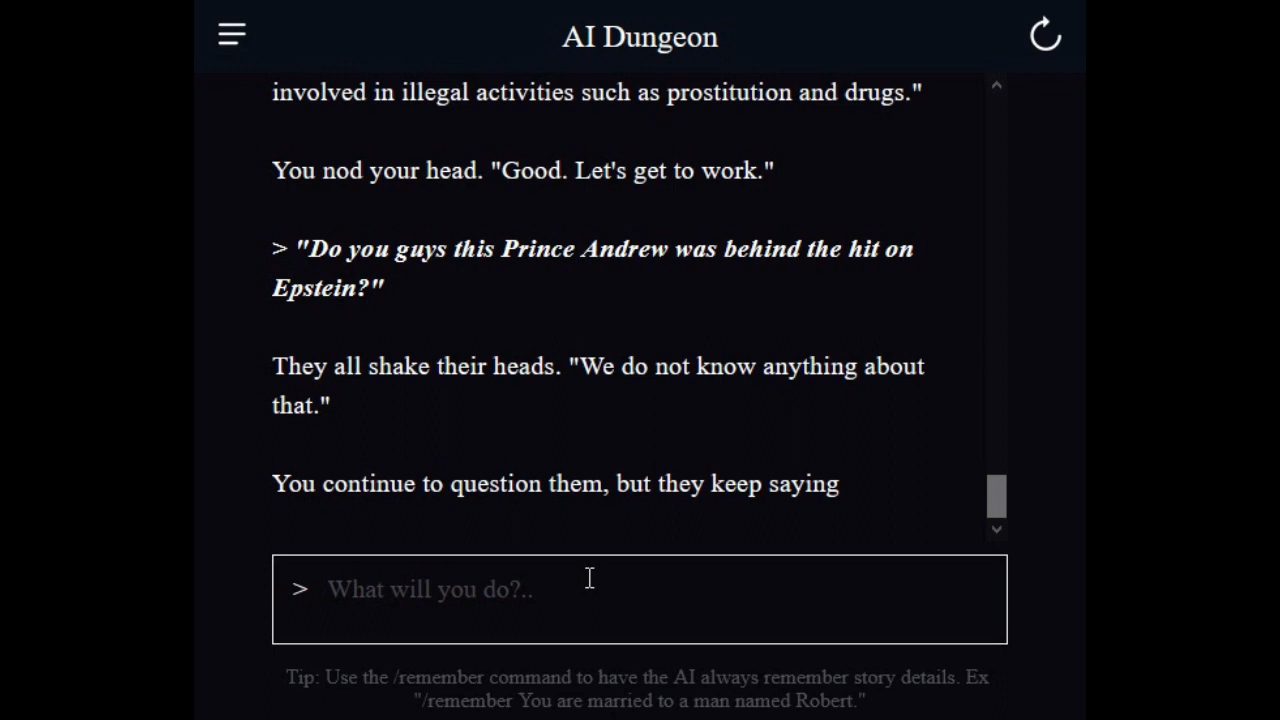 AI Dungeon
involved in illegal activities such as prostitution and drugs."
You nod your head. "Good. Let's get to work."
> "Do you guys this Prince Andrew was behind the hit on
Epstein?"
They all shake their heads. "We do not know anything about
that."
You continue to question them, but they keep saying
> What will you do?..
Tip: Use the /remember command to have the AI always remember story details. Ex
"/remember You are married to a man named Robert."